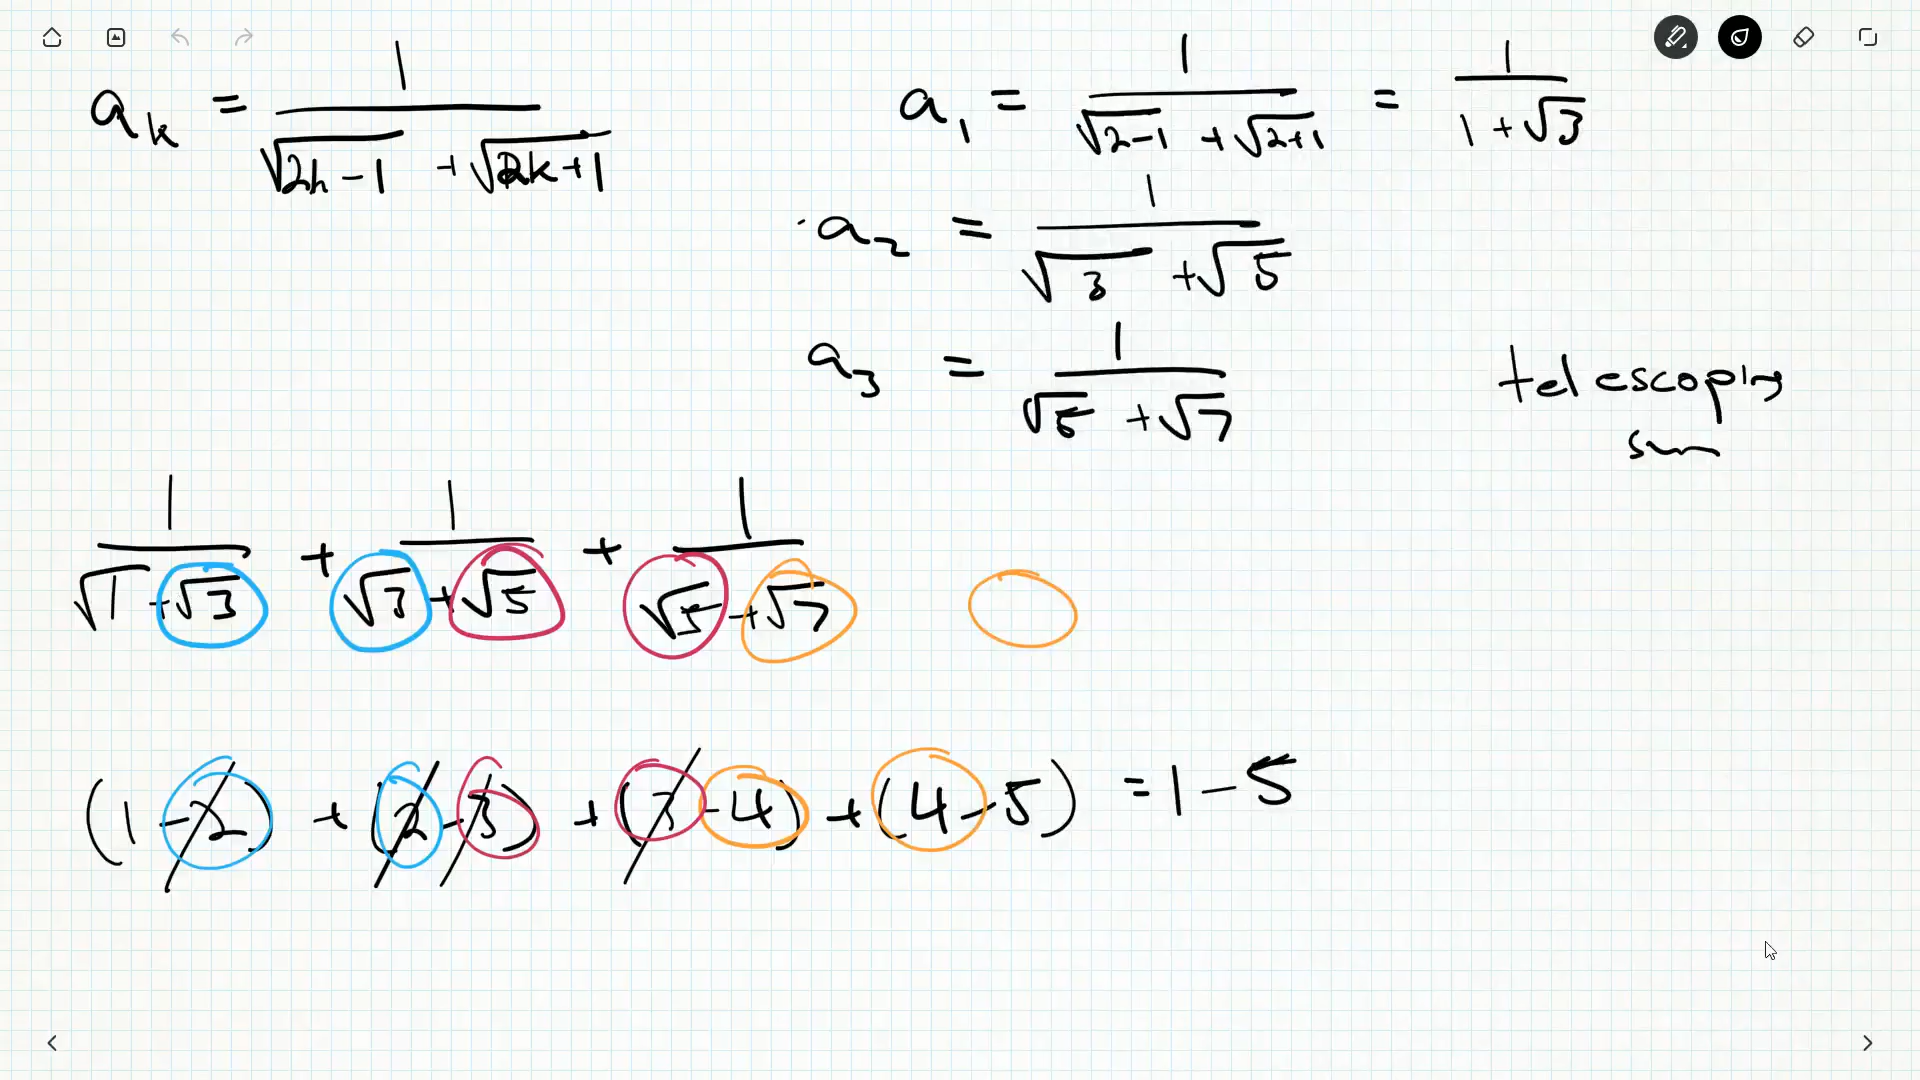 a_k = 1/(√(2k-1) + √(2k+1))
a_1 = 1/(√(2-1) + √(2+1)) = 1/(1+√3)
a_2 = 1/(√3 + √5)
a_3 = 1/(√5 + √7)
telescoping
sum
1/(√1 + √3) + 1/(√3 + √5) + 1/(√5 + √7)
(1-2) + (2-3) + (3-4) + (4-5) = 1-5